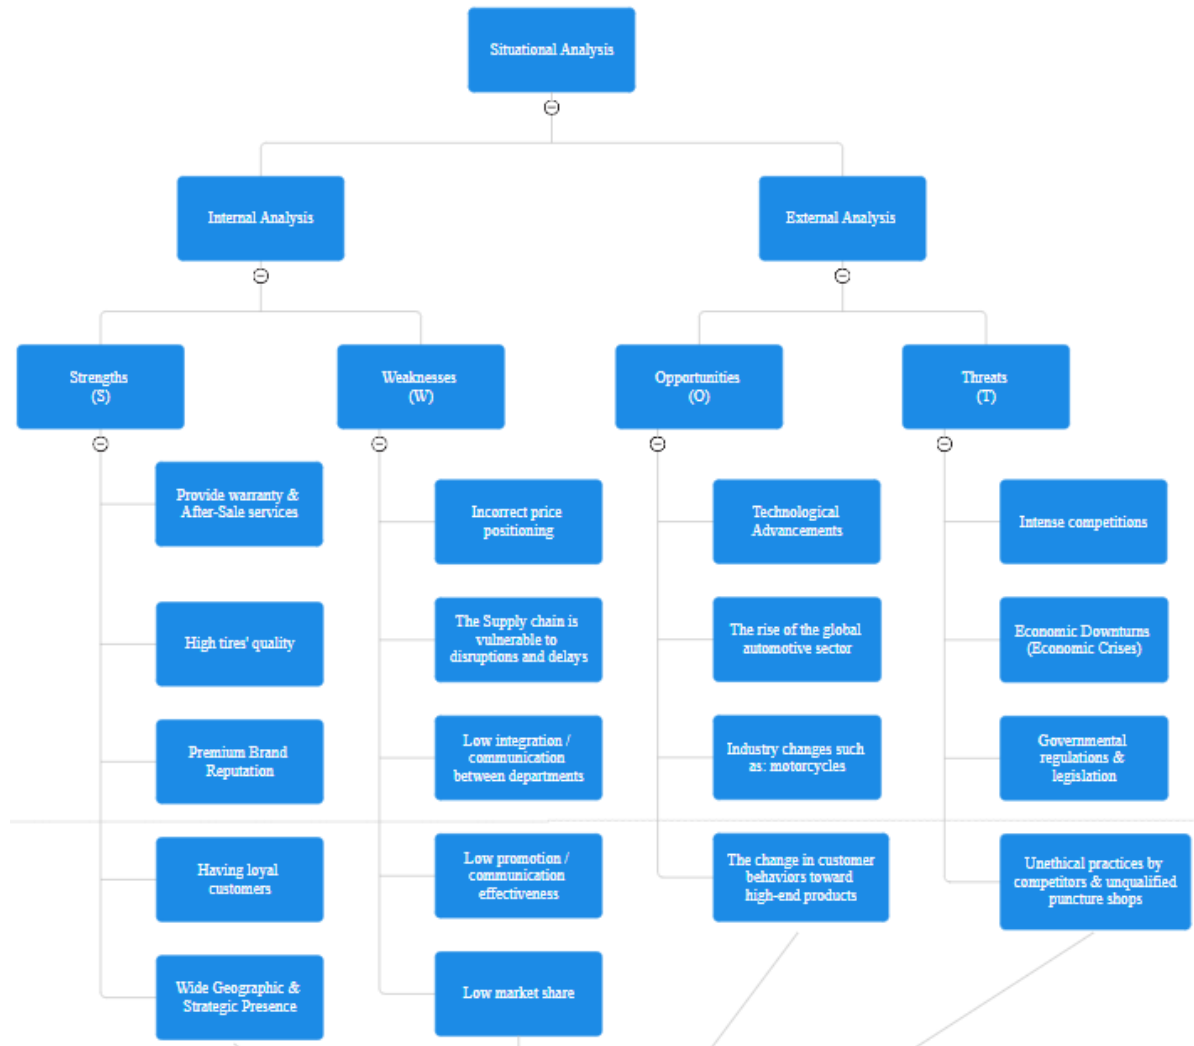 Situational Analysis
Internal Analysis
External Analysis
Strengths
(S)
Weaknesses
(W)
Opportunities
(O)
Threats
(T)
Provide warranty &
After-Sale services
High tires' quality
Premium Brand
Reputation
Having loyal
customers
Wide Geographic &
Strategic Presence
Incorrect price
positioning
The Supply chain is
vulnerable to
disruptions and delays
Low integration /
communication
between departments
Low promotion /
communication
effectiveness
Low market share
Technological
Advancements
The rise of the global
automotive sector
Industry changes such
as: motorcycles
The change in customer
behaviors toward
high-end products
Intense competitions
Economic Downturns
(Economic Crises)
Governmental
regulations &
legislation
Unethical practices by
competitors & unqualified
puncture shops